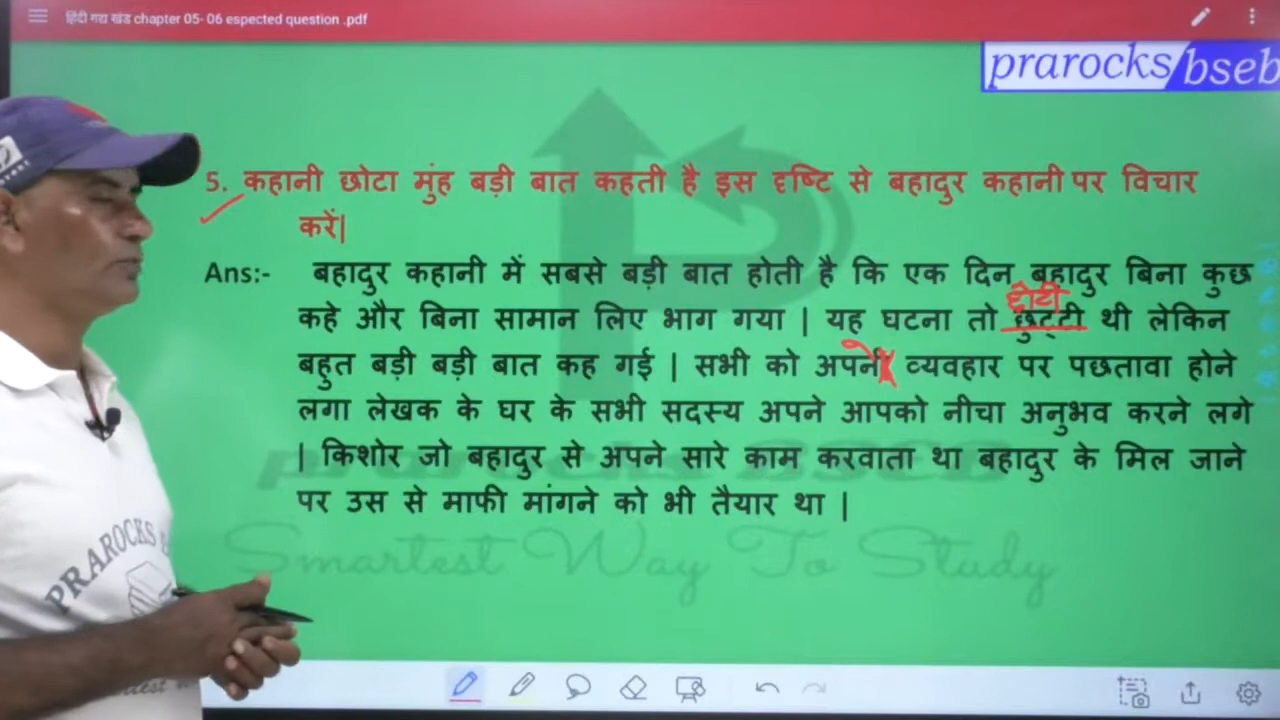 हिंदी गद्य खंड chapter 05- 06 espected question .pdf
prarocks bseb
5. कहानी छोटा मुंह बड़ी बात कहती है इस दृष्टि से बहादुर कहानी पर विचार
करें|
Ans:- बहादुर कहानी में सबसे बड़ी बात होती है कि एक दिन बहादुर बिना कुछ
छोटी
कहे और बिना सामान लिए भाग गया | यह घटना तो छुट्टी थी लेकिन
बहुत बड़ी बड़ी बात कह गई | सभी को अपनी व्यवहार पर पछतावा होने
लगा लेखक के घर के सभी सदस्य अपने आपको नीचा अनुभव करने लगे
| किशोर जो बहादुर से अपने सारे काम करवाता था बहादुर के मिल जाने
पर उस से माफी मांगने को भी तैयार था |
prarocks BSEB
Smartest Way To Study
PRAROCKS